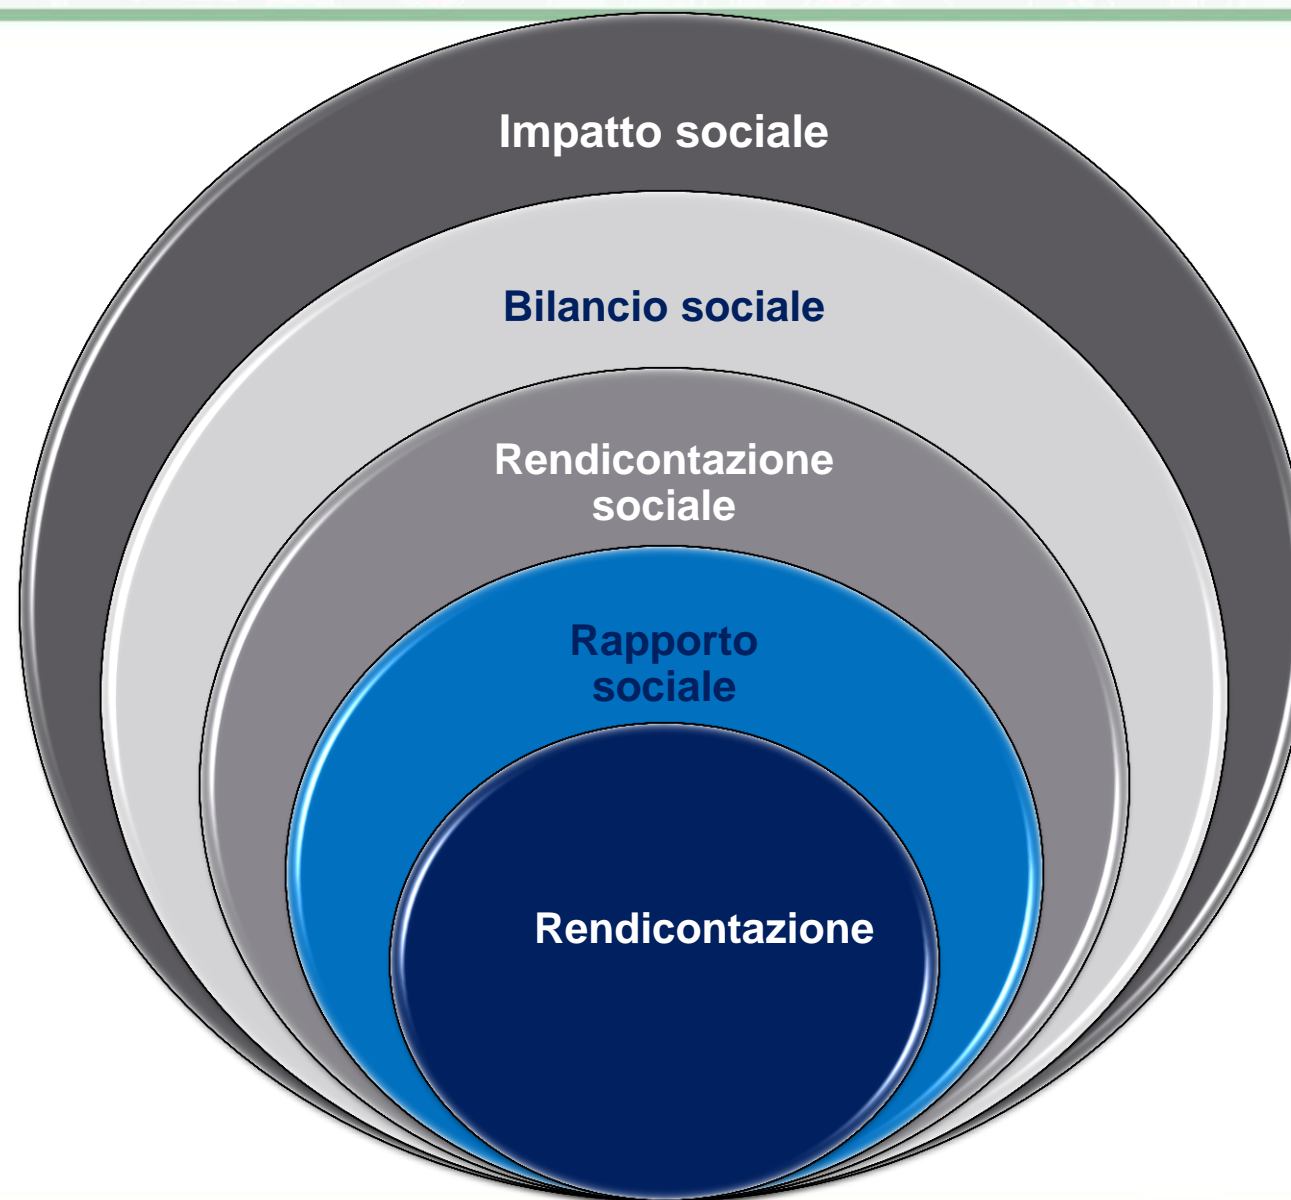 Impatto sociale
Bilancio sociale
Rendicontazione
sociale
Rapporto
sociale
Rendicontazione